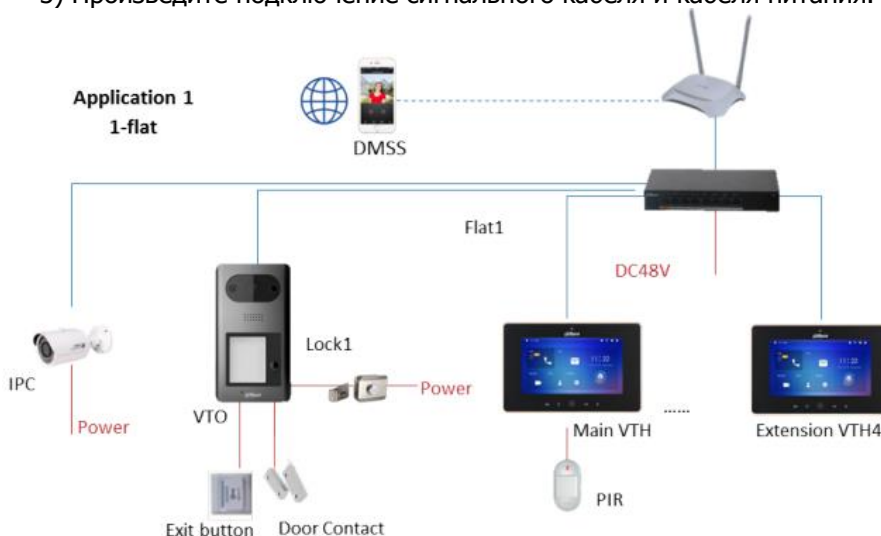 3) Произведите подключение сигнального кабеля и кабеля питания.
Application 1
1-flat
DMSS
Flat1
DC48V
Lock1
IPC
Power
VTO
Power
Main VTH
......
Extension VTH4
PIR
Exit button
Door Contact